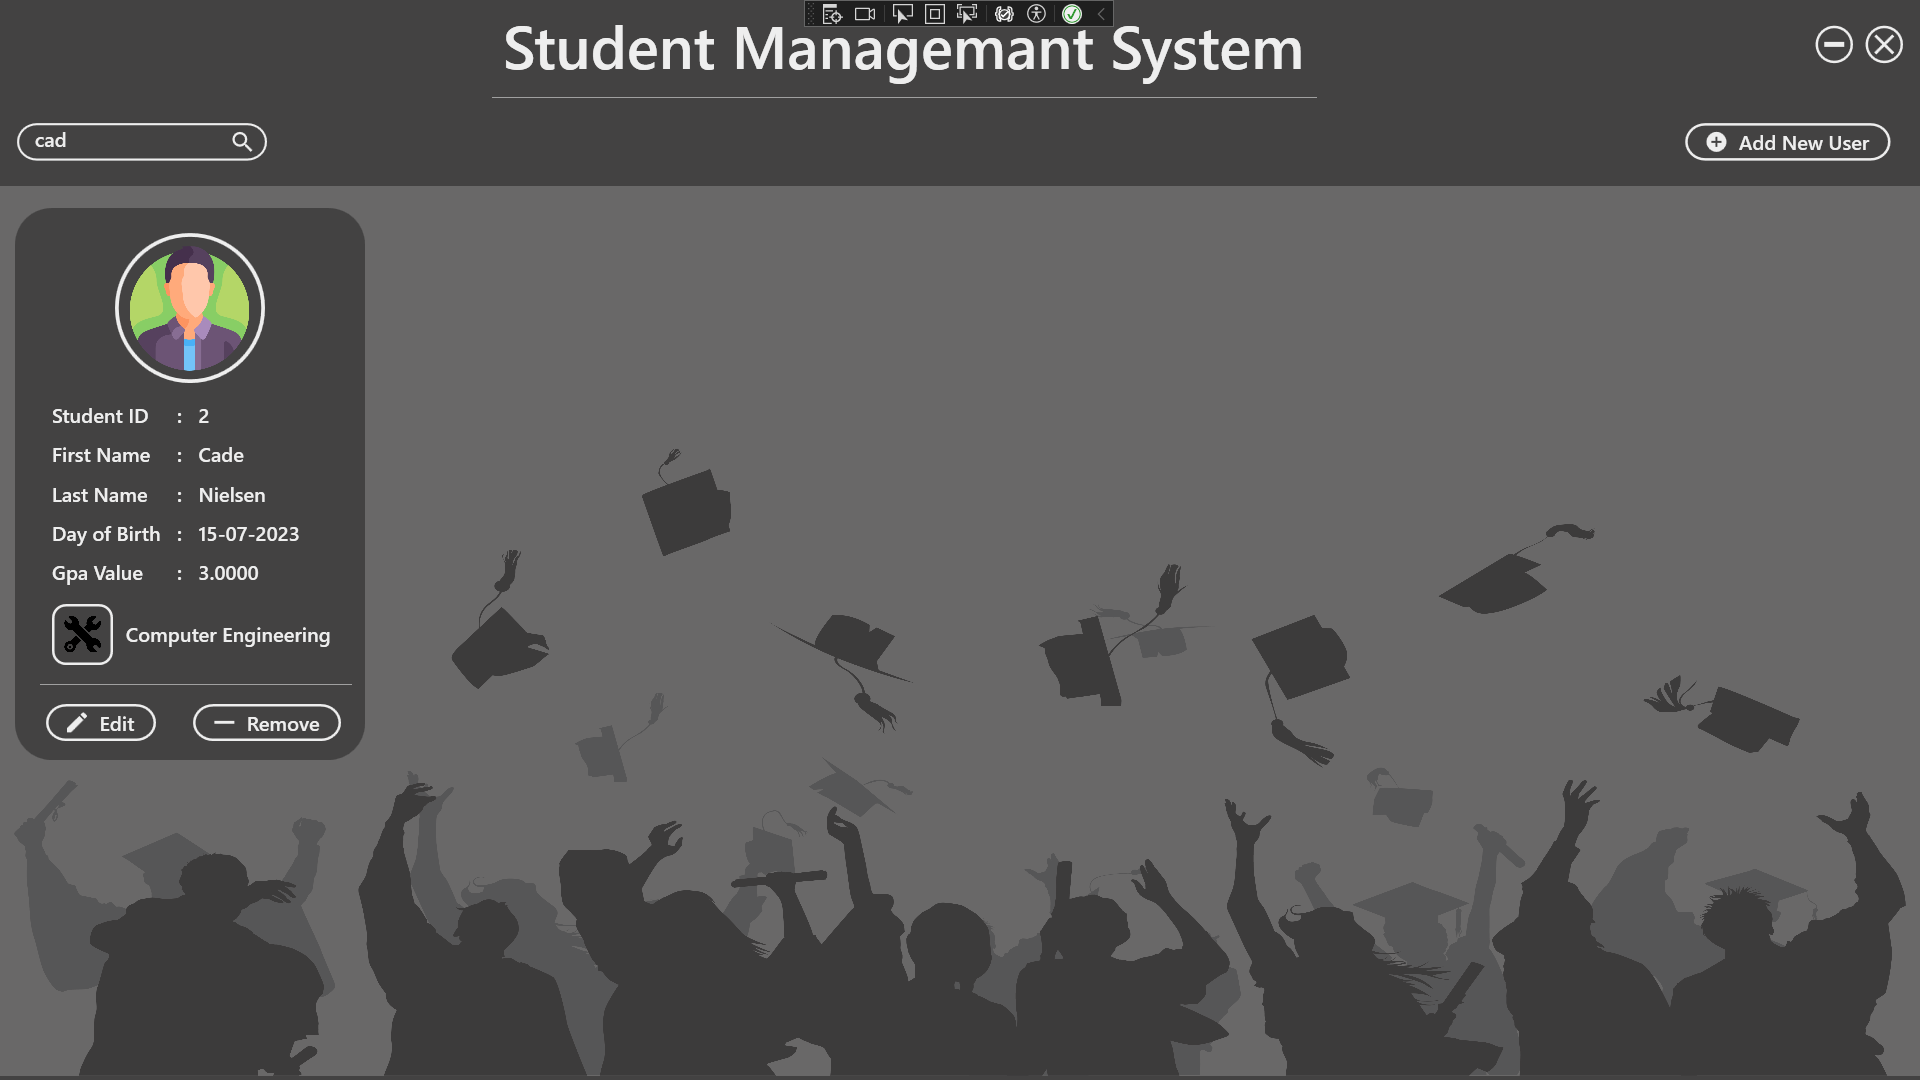 Student Managemant System
cad
Add New User
Student ID : 2
First Name : Cade
Last Name : Nielsen
Day of Birth : 15-07-2023
Gpa Value : 3.0000
Computer Engineering
Edit
Remove